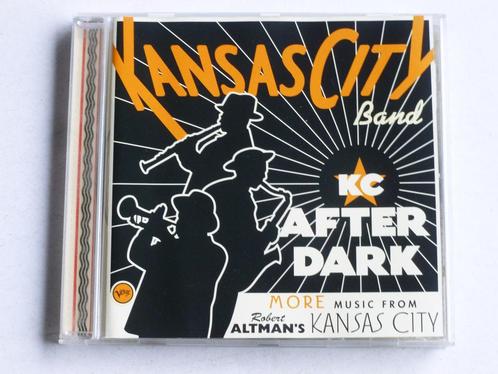 KANSAS CITY
Band
KC
AFTER
DARK
Verve
MORE MUSIC FROM
Robert
ALTMAN'S KANSAS CITY